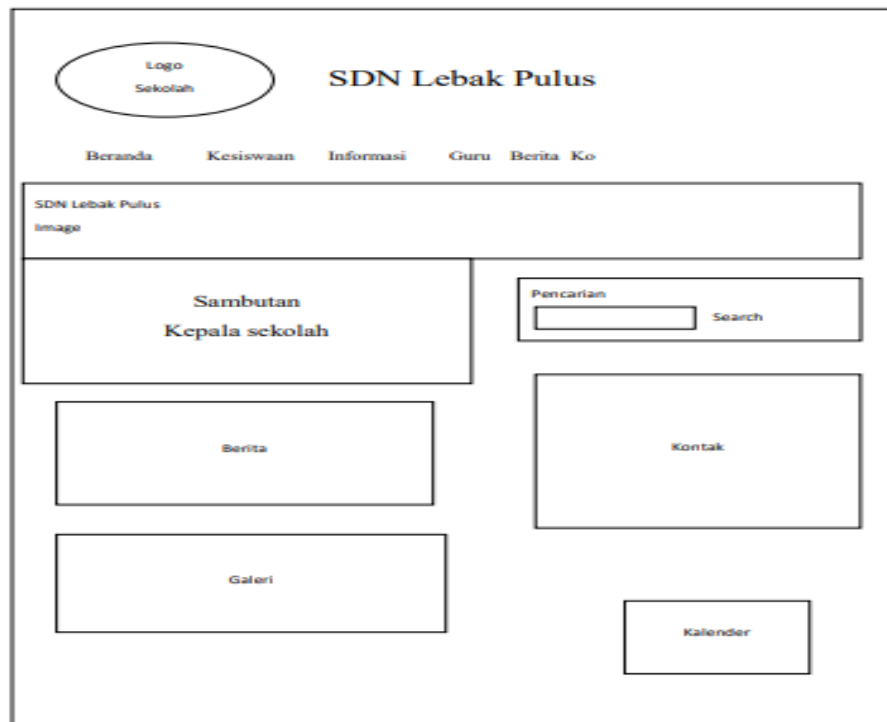 Logo
Sekolah
SDN Lebak Pulus
Beranda Kesiswaan Informasi Guru Berita Ko
SDN Lebak Pulus
Image
Sambutan
Kepala sekolah
Pencarian
Search
Berita
Kontak
Galeri
Kalender